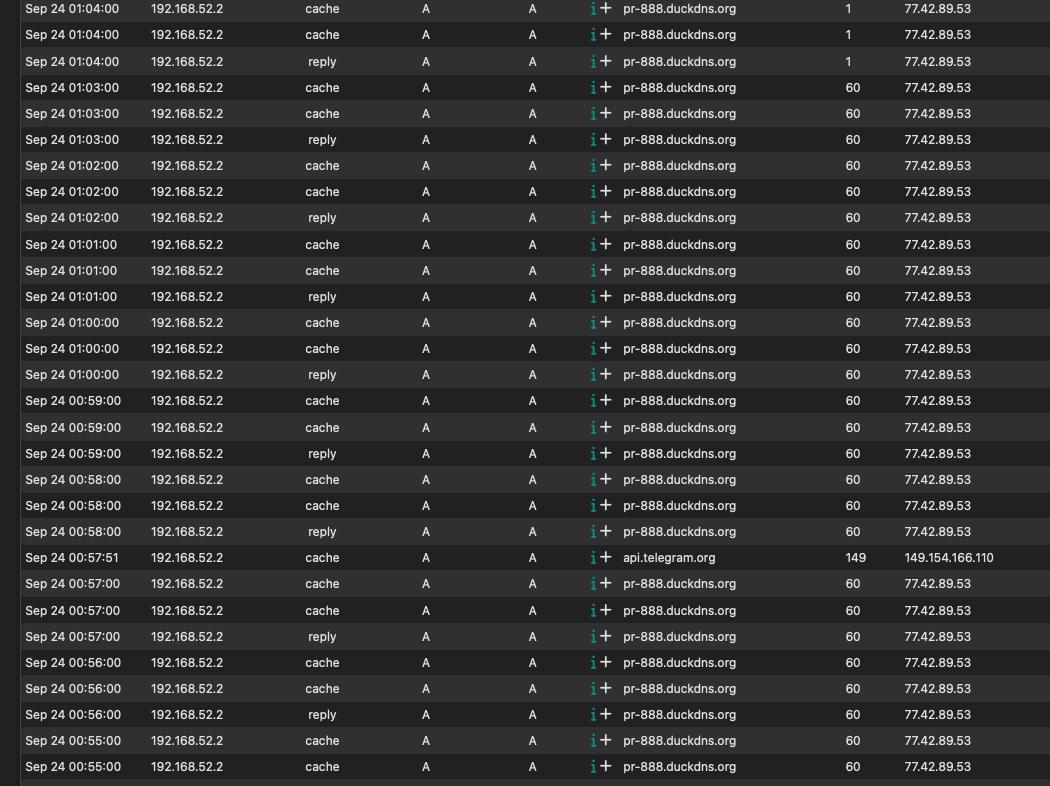 Sep 24 01:04:00 192.168.52.2 cache A A i + pr-888.duckdns.org 1 77.42.89.53
Sep 24 01:04:00 192.168.52.2 cache A A i + pr-888.duckdns.org 1 77.42.89.53
Sep 24 01:04:00 192.168.52.2 reply A A i + pr-888.duckdns.org 1 77.42.89.53
Sep 24 01:03:00 192.168.52.2 cache A A i + pr-888.duckdns.org 60 77.42.89.53
Sep 24 01:03:00 192.168.52.2 cache A A i + pr-888.duckdns.org 60 77.42.89.53
Sep 24 01:03:00 192.168.52.2 reply A A i + pr-888.duckdns.org 60 77.42.89.53
Sep 24 01:02:00 192.168.52.2 cache A A i + pr-888.duckdns.org 60 77.42.89.53
Sep 24 01:02:00 192.168.52.2 cache A A i + pr-888.duckdns.org 60 77.42.89.53
Sep 24 01:02:00 192.168.52.2 reply A A i + pr-888.duckdns.org 60 77.42.89.53
Sep 24 01:01:00 192.168.52.2 cache A A i + pr-888.duckdns.org 60 77.42.89.53
Sep 24 01:01:00 192.168.52.2 cache A A i + pr-888.duckdns.org 60 77.42.89.53
Sep 24 01:01:00 192.168.52.2 reply A A i + pr-888.duckdns.org 60 77.42.89.53
Sep 24 01:00:00 192.168.52.2 cache A A i + pr-888.duckdns.org 60 77.42.89.53
Sep 24 01:00:00 192.168.52.2 cache A A i + pr-888.duckdns.org 60 77.42.89.53
Sep 24 01:00:00 192.168.52.2 reply A A i + pr-888.duckdns.org 60 77.42.89.53
Sep 24 00:59:00 192.168.52.2 cache A A i + pr-888.duckdns.org 60 77.42.89.53
Sep 24 00:59:00 192.168.52.2 cache A A i + pr-888.duckdns.org 60 77.42.89.53
Sep 24 00:59:00 192.168.52.2 reply A A i + pr-888.duckdns.org 60 77.42.89.53
Sep 24 00:58:00 192.168.52.2 cache A A i + pr-888.duckdns.org 60 77.42.89.53
Sep 24 00:58:00 192.168.52.2 cache A A i + pr-888.duckdns.org 60 77.42.89.53
Sep 24 00:58:00 192.168.52.2 reply A A i + pr-888.duckdns.org 60 77.42.89.53
Sep 24 00:57:51 192.168.52.2 cache A A i + api.telegram.org 149 149.154.166.110
Sep 24 00:57:00 192.168.52.2 cache A A i + pr-888.duckdns.org 60 77.42.89.53
Sep 24 00:57:00 192.168.52.2 cache A A i + pr-888.duckdns.org 60 77.42.89.53
Sep 24 00:57:00 192.168.52.2 reply A A i + pr-888.duckdns.org 60 77.42.89.53
Sep 24 00:56:00 192.168.52.2 cache A A i + pr-888.duckdns.org 60 77.42.89.53
Sep 24 00:56:00 192.168.52.2 cache A A i + pr-888.duckdns.org 60 77.42.89.53
Sep 24 00:56:00 192.168.52.2 reply A A i + pr-888.duckdns.org 60 77.42.89.53
Sep 24 00:55:00 192.168.52.2 cache A A i + pr-888.duckdns.org 60 77.42.89.53
Sep 24 00:55:00 192.168.52.2 cache A A i + pr-888.duckdns.org 60 77.42.89.53